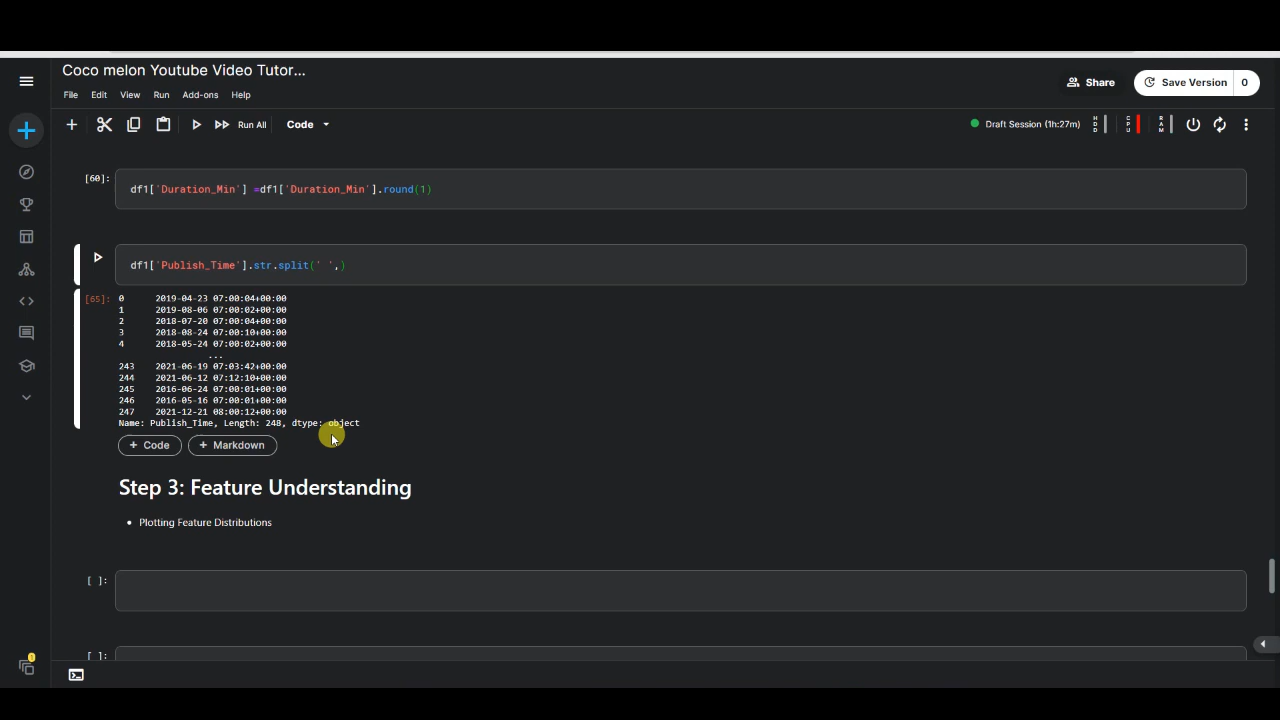 Coco melon Youtube Video Tutor...
Share
Save Version
0
File Edit View Run Add-ons Help
Run All
Code
Draft Session (1h:27m)
HDD
CPU
RAM
[60]:
df1['Duration_Min'] =df1['Duration_Min'].round(1)
df1['Publish_Time'].str.split(' ',)
[65]:
0 2019-04-23 07:00:04+00:00
1 2019-08-06 07:00:02+00:00
2 2018-07-20 07:00:04+00:00
3 2018-08-24 07:00:10+00:00
4 2018-05-24 07:00:02+00:00
...
243 2021-06-19 07:03:42+00:00
244 2021-06-12 07:12:10+00:00
245 2016-06-24 07:00:01+00:00
246 2016-05-16 07:00:01+00:00
247 2021-12-21 08:00:12+00:00
Name: Publish_Time, Length: 248, dtype: object
+ Code
+ Markdown
Step 3: Feature Understanding
• Plotting Feature Distributions
[ ]:
[ ]:
1